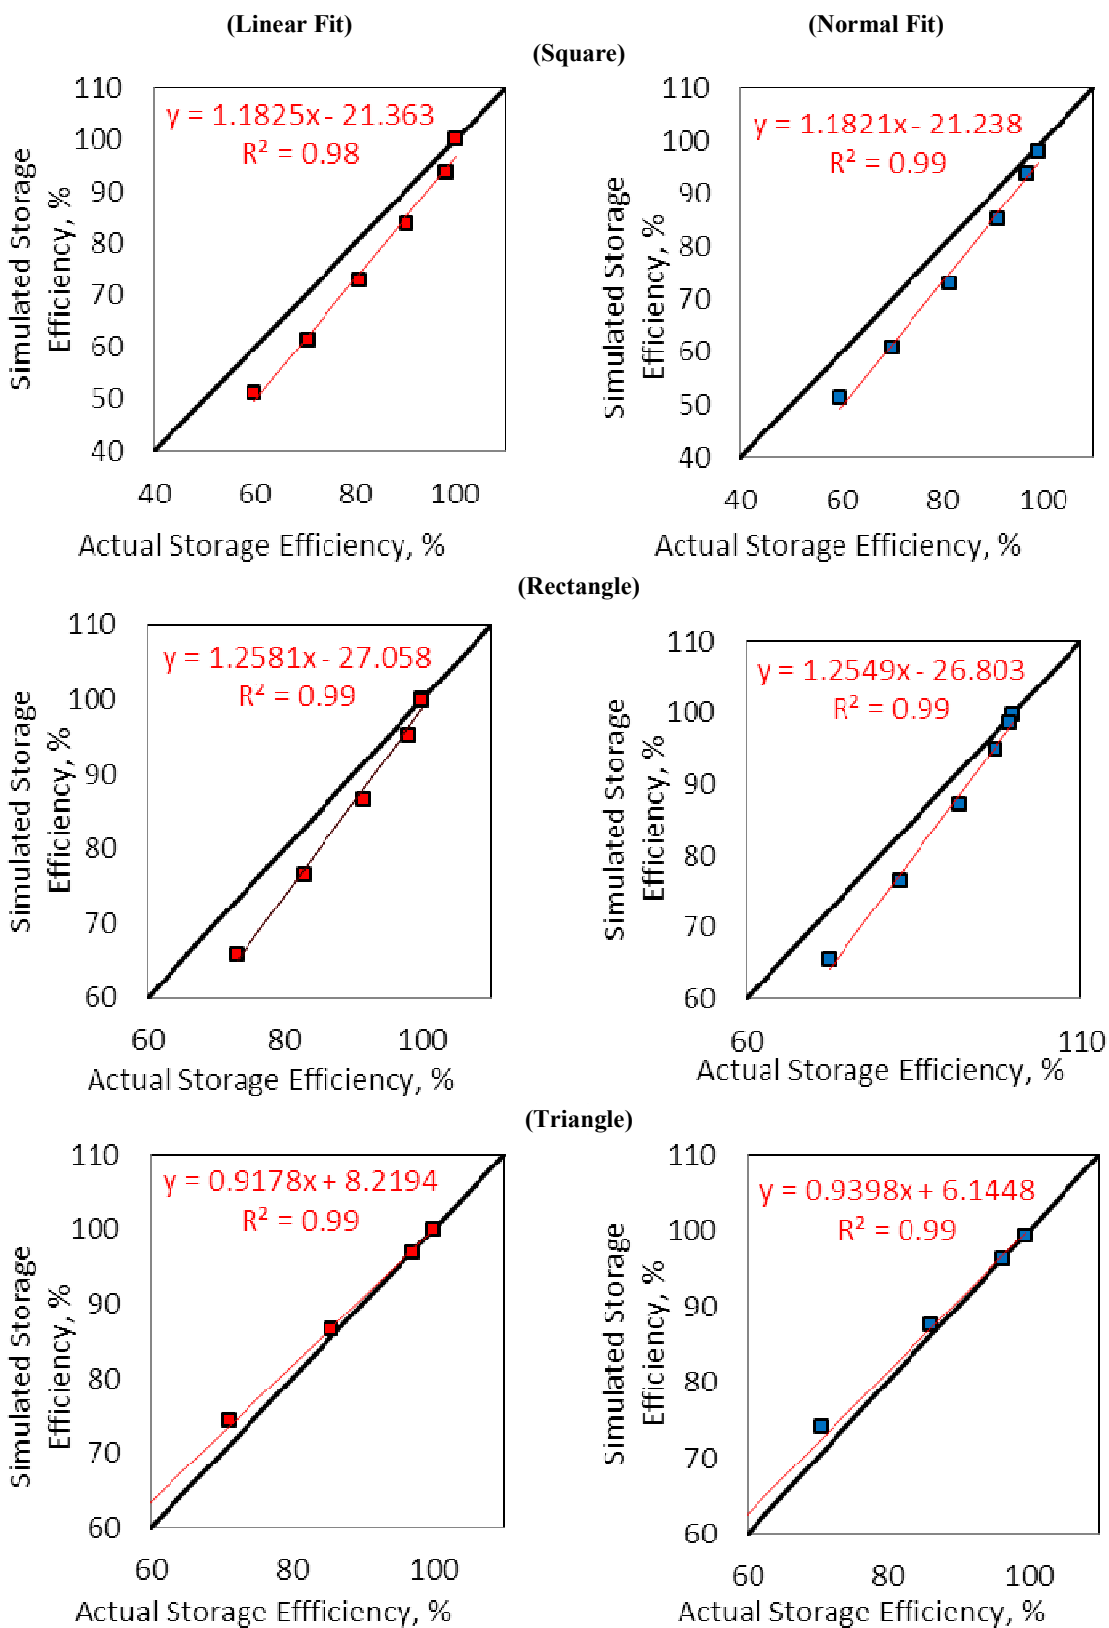 (Linear Fit)
(Normal Fit)
(Square)
Simulated Storage
Efficiency, %
110
100
90
80
70
60
50
40
y = 1.1825x - 21.363
R² = 0.98
40 60 80 100
Actual Storage Efficiency, %
Simulated Storage
Efficiency, %
110
100
90
80
70
60
50
40
y = 1.1821x - 21.238
R² = 0.99
40 60 80 100
Actual Storage Efficiency, %
(Rectangle)
Simulated Storage
Efficiency, %
110
100
90
80
70
60
y = 1.2581x - 27.058
R² = 0.99
60 80 100
Actual Storage Efficiency, %
Simulated Storage
Efficiency, %
110
100
90
80
70
60
y = 1.2549x - 26.803
R² = 0.99
60 110
Actual Storage Efficiency, %
(Triangle)
Simulated Storage
Efficiency, %
110
100
90
80
70
60
y = 0.9178x + 8.2194
R² = 0.99
60 80 100
Actual Storage Effficiency, %
Simulated Storage
Efficiency, %
110
100
90
80
70
60
y = 0.9398x + 6.1448
R² = 0.99
60 80 100
Actual Storage Efficiency, %